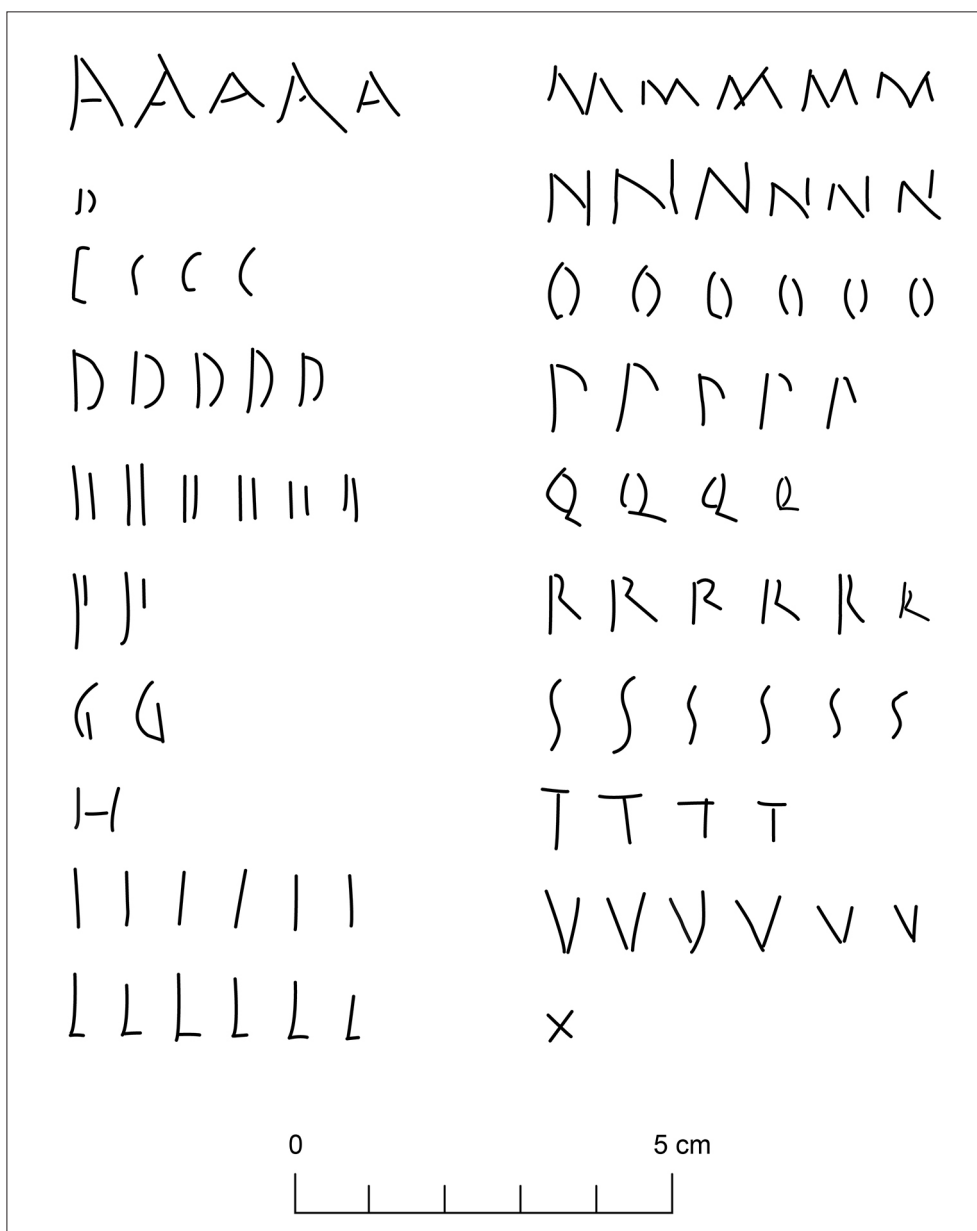 A A A A A
B
C C C C
D D D D D
E E E E E E
F F
G G
H
I I I I I I
L L L L L L
M M M M M
N N N N N N
O O O O O O
P P P P P
Q Q Q Q
R R R R R R
S S S S S S
T T T T
V V V V V V
X
0 5 cm